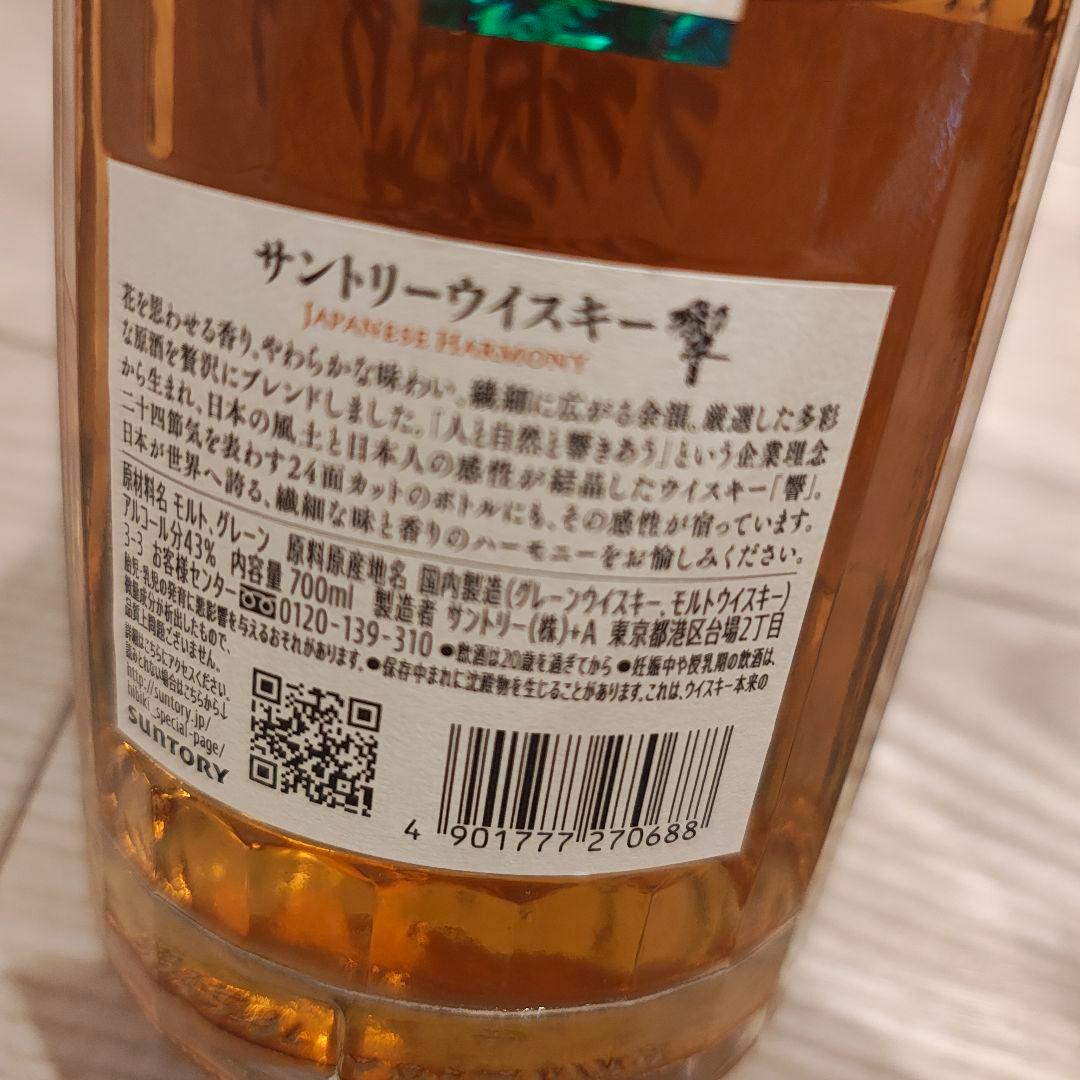 サントリーウイスキー 響
JAPANESE HARMONY
花を思わせる香り、やわらかな味わい。繊細に広がる余韻。厳選した多彩
な原酒を贅沢にブレンドしました。「人と自然と響きあう」という企業理念
から生まれ、日本の風土と日本人の感性が結晶したウイスキー「響」。
二十四節気を表わす24面カットのボトルにも、その感性が宿っています。
日本が世界へ誇る、繊細な味と香りのハーモニーをお愉しみください。
原材料名 モルト、グレーン 原料原産地名 国内製造(グレーンウイスキー、モルトウイスキー)
アルコール分43% 内容量 700ml 製造者 サントリー(株)+A 東京都港区台場2丁目
3-3 お客様センター 0120-139-310 ●飲酒は20歳を過ぎてから ●妊娠中や授乳期の飲酒は、
胎児・乳児の発育に悪影響を与えるおそれがあります。●保存中まれに沈殿物を生じることがあります。これは、ウイスキー本来の
微量成分が析出したもので、
品質上問題ございません。
詳細はこちらにアクセスください。
読みとれない場合はこちらから↓
http://suntory.jp/
hibiki_special-page/
SUNTORY
4 901777 270688